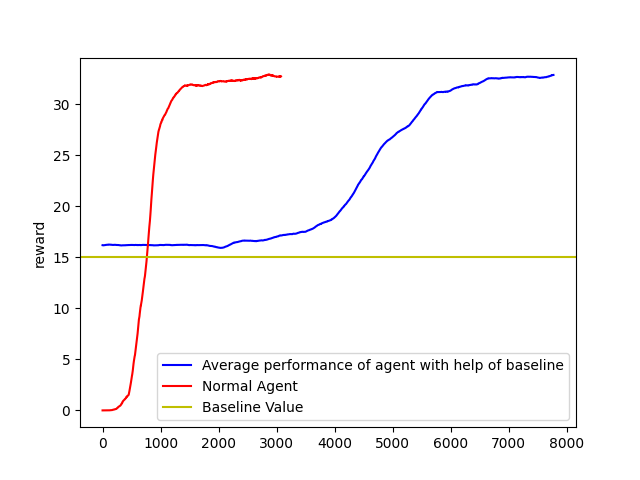 30
25
20
15
10
5
0
reward
Average performance of agent with help of baseline
Normal Agent
Baseline Value
0 1000 2000 3000 4000 5000 6000 7000 8000